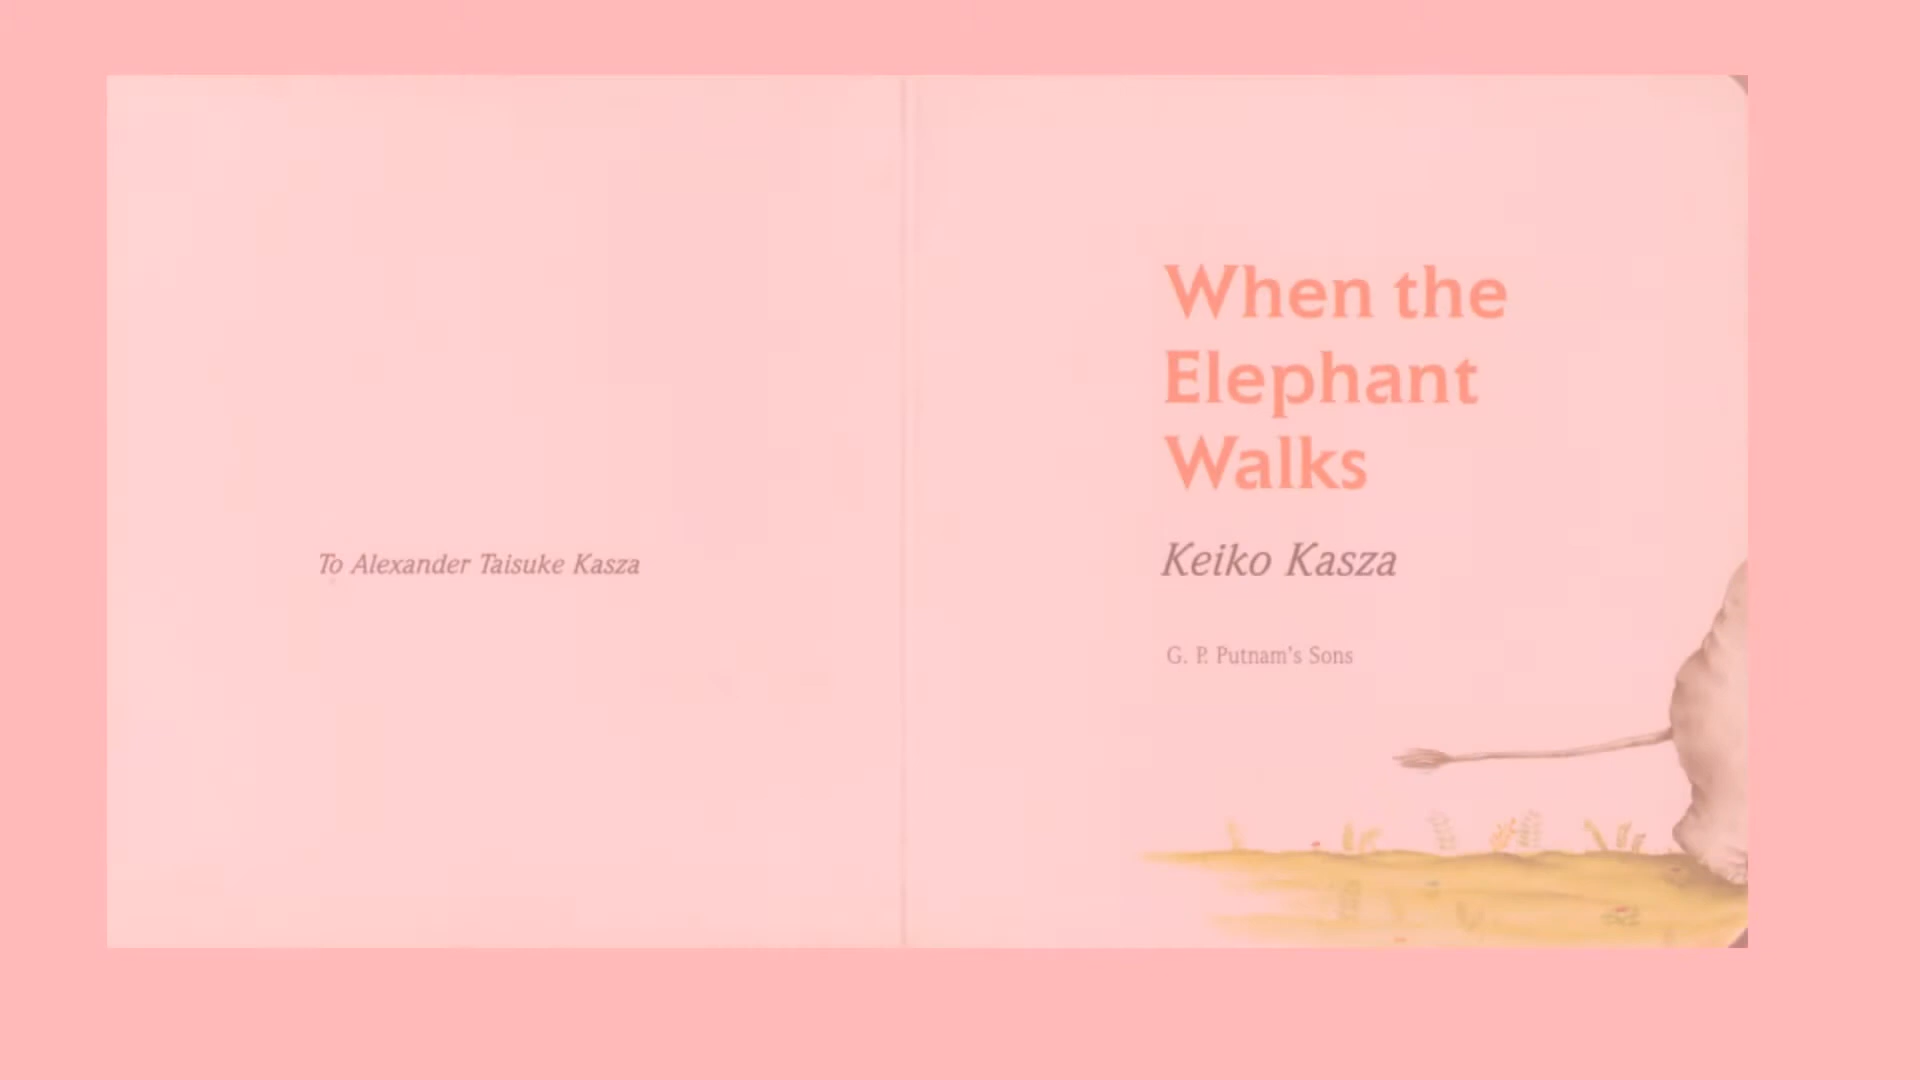 To Alexander Taisuke Kasza
When the
Elephant
Walks
Keiko Kasza
G. P. Putnam's Sons